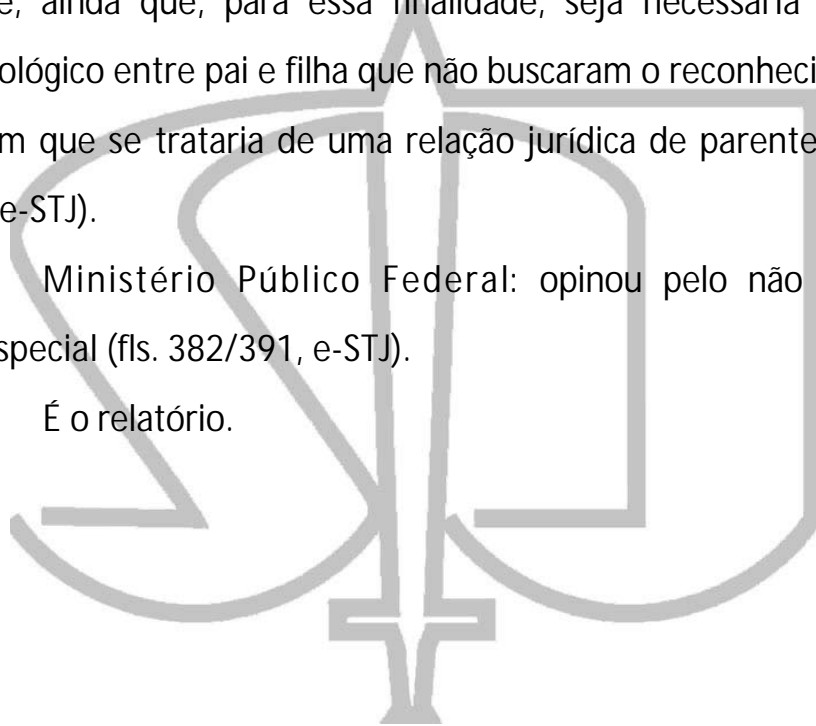 e, ainda que, para essa finalidade, seja necessária
ológico entre pai e filha que não buscaram o reconheci
m que se trataria de uma relação jurídica de parente
e-STJ).
Ministério Público Federal: opinou pelo não
special (fls. 382/391, e-STJ).
É o relatório.